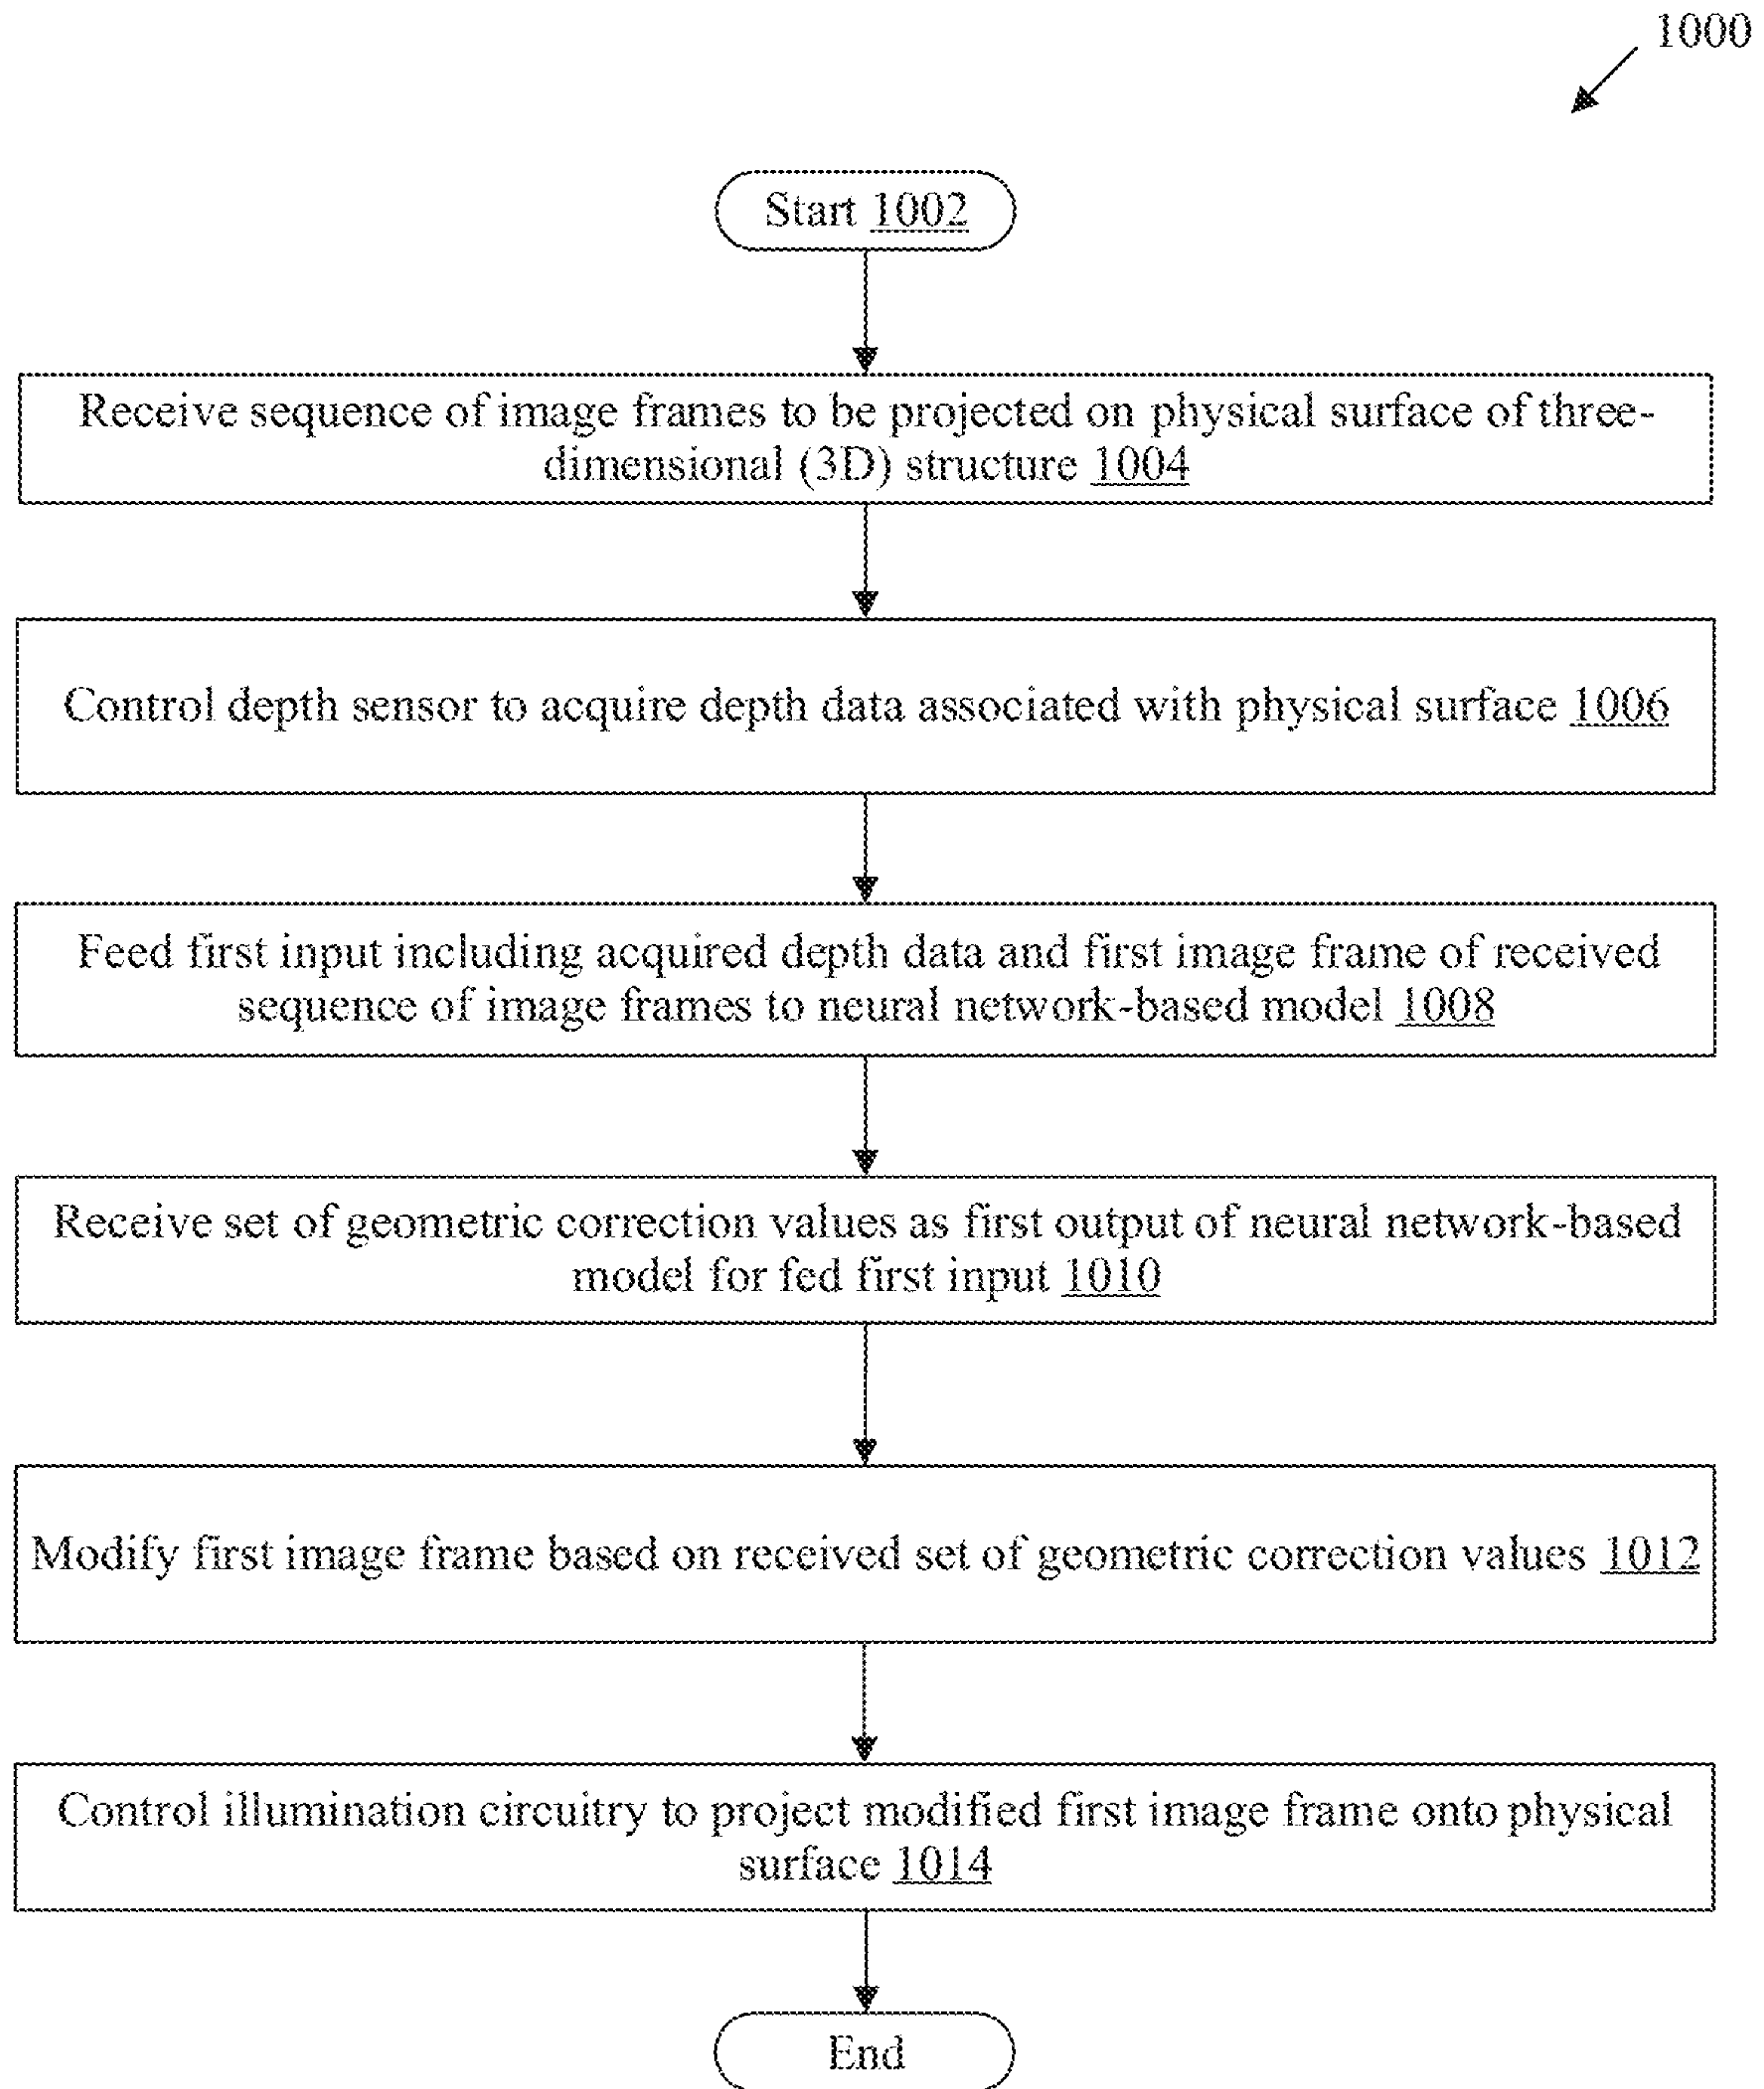 1000
Start 1002
Receive sequence of image frames to be projected on physical surface of three-
dimensional (3D) structure 1004
Control depth sensor to acquire depth data associated with physical surface 1006
Feed first input including acquired depth data and first image frame of received
sequence of image frames to neural network-based model 1008
Receive set of geometric correction values as first output of neural network-based
model for fed first input 1010
Modify first image frame based on received set of geometric correction values 1012
Control illumination circuitry to project modified first image frame onto physical
surface 1014
End